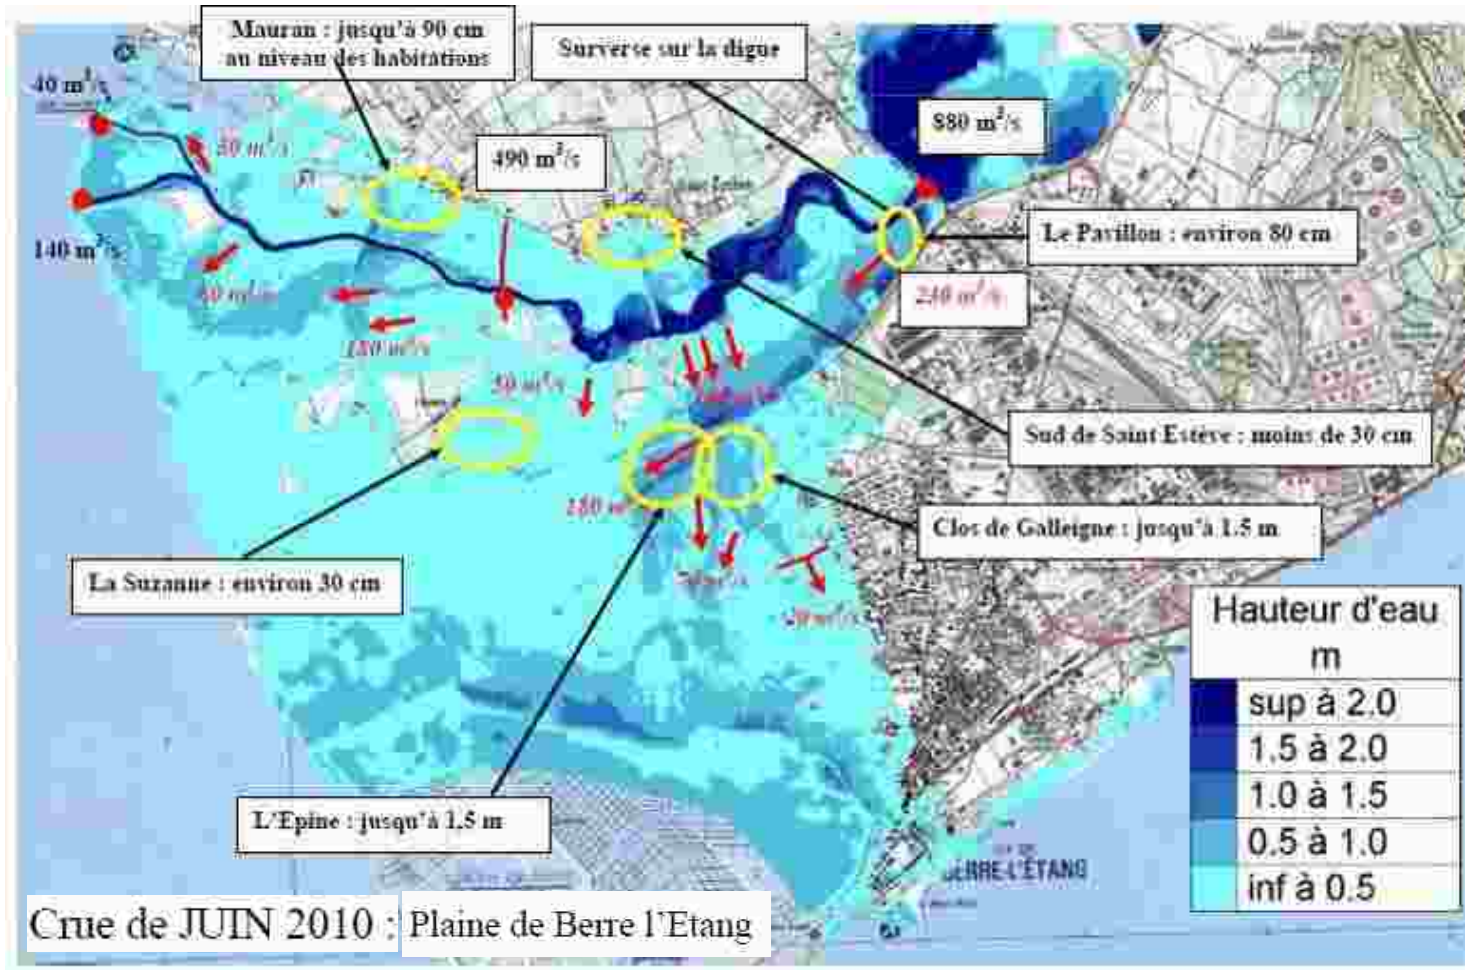 Mauran : jusqu'à 90 cm
au niveau des habitations
Surverse sur la digue
40 m³/s
880 m³/s
50 m³/s
490 m³/s
Le Pavillon : environ 80 cm
140 m³/s
240 m³/s
180 m³/s
50 m³/s
Sud de Saint Estève : moins de 30 cm
180 m
Clos de Galleigne : jusqu'à 1.5 m
La Suzanne : environ 30 cm
Hauteur d'eau
m
sup à 2.0
1.5 à 2.0
1.0 à 1.5
0.5 à 1.0
inf à 0.5
L'Epine : jusqu'à 1,5 m
BERRE-L'ÉTANG
Crue de JUIN 2010 : Plaine de Berre l'Etang